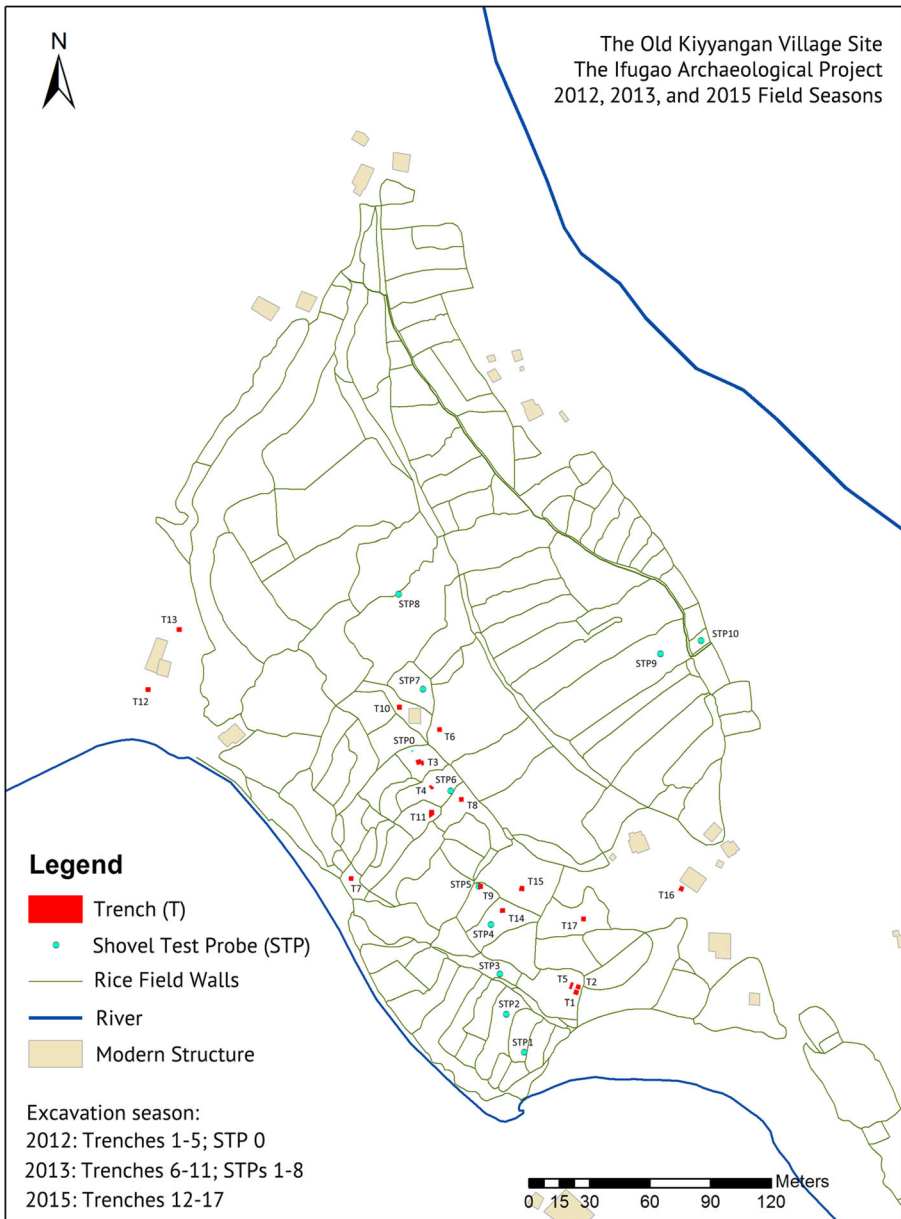 N
The Old Kiyyangan Village Site
The Ifugao Archaeological Project
2012, 2013, and 2015 Field Seasons
STP8
T13
STP10
STP9
T12
STP7
T10
T6
STP0
T3
STP6
T4
T8
T11
T7
STP5
T9
T15
T16
T14
STP4
T17
STP3
T5
T2
T1
STP2
STP1
Legend
Trench (T)
Shovel Test Probe (STP)
Rice Field Walls
River
Modern Structure
Excavation season:
2012: Trenches 1-5; STP 0
2013: Trenches 6-11; STPs 1-8
2015: Trenches 12-17
Meters
0 15 30 60 90 120